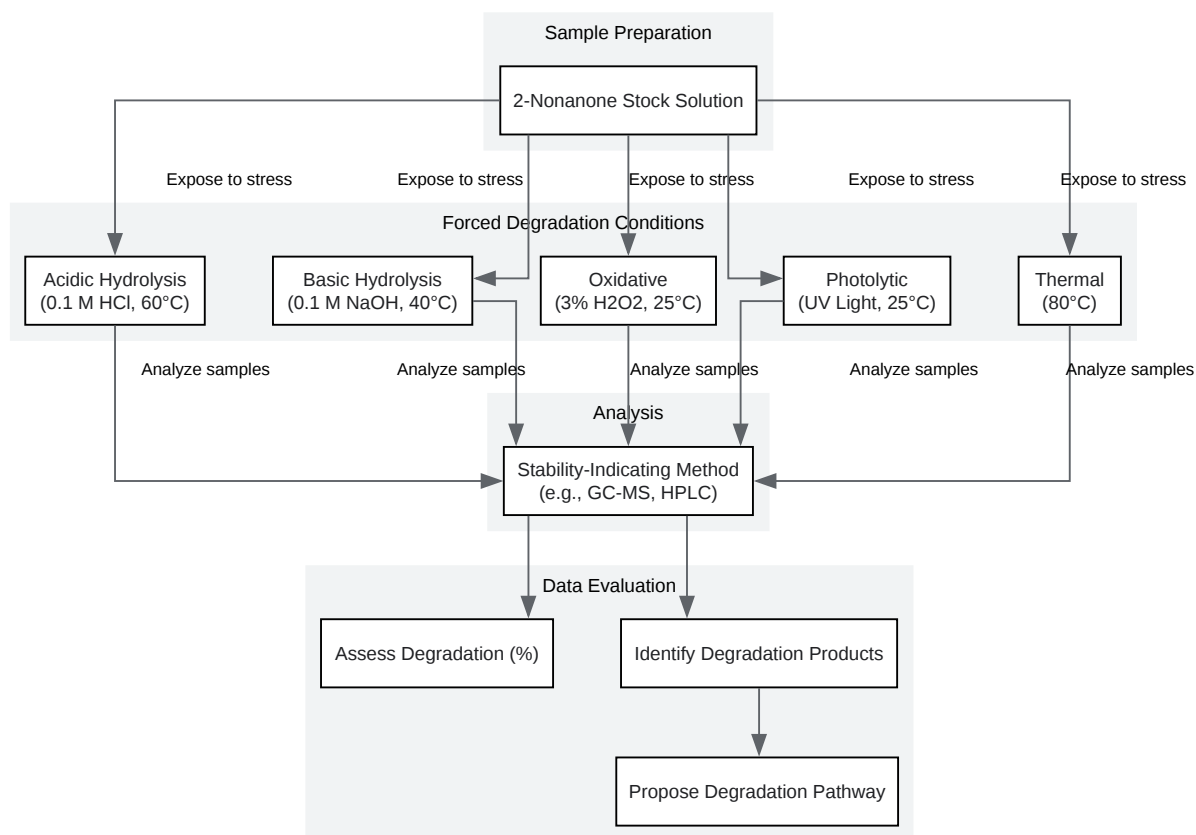 Sample Preparation
2-Nonanone Stock Solution
Expose to stress
Expose to stress
Expose to stress
Expose to stress
Expose to stress
Forced Degradation Conditions
Acidic Hydrolysis
(0.1 M HCl, 60°C)
Basic Hydrolysis
(0.1 M NaOH, 40°C)
Oxidative
(3% H2O2, 25°C)
Photolytic
(UV Light, 25°C)
Thermal
(80°C)
Analyze samples
Analyze samples
Analyze samples
Analyze samples
Analyze samples
Analysis
Stability-Indicating Method
(e.g., GC-MS, HPLC)
Data Evaluation
Assess Degradation (%)
Identify Degradation Products
Propose Degradation Pathway